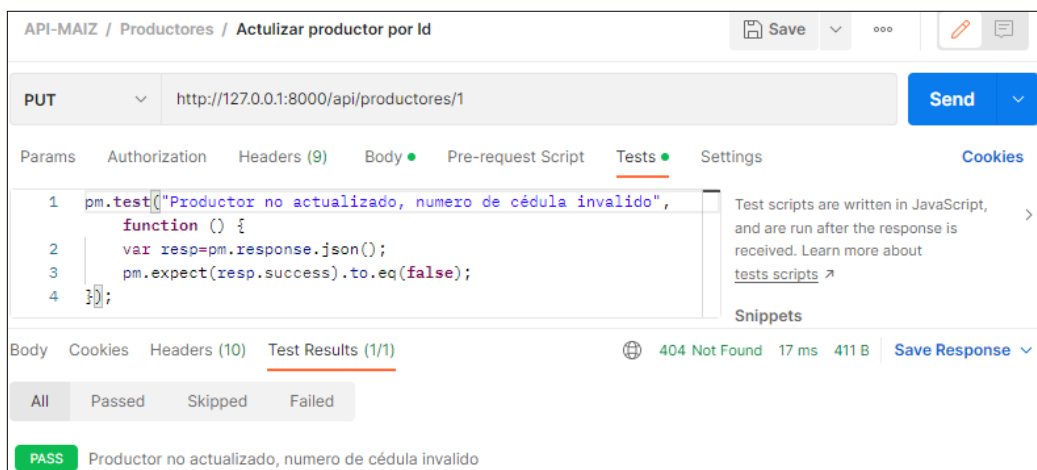 API-MAIZ / Productores / Actulizar productor por Id
Save
PUT
http://127.0.0.1:8000/api/productores/1
Send
Params Authorization Headers (9) Body Pre-request Script Tests Settings Cookies
1 pm.test("Productor no actualizado, numero de cédula invalido",
function () {
2 var resp=pm.response.json();
3 pm.expect(resp.success).to.eq(false);
4 });
Test scripts are written in JavaScript,
and are run after the response is
received. Learn more about
tests scripts
Snippets
Body Cookies Headers (10) Test Results (1/1) 404 Not Found 17 ms 411 B Save Response
All Passed Skipped Failed
PASS Productor no actualizado, numero de cédula invalido